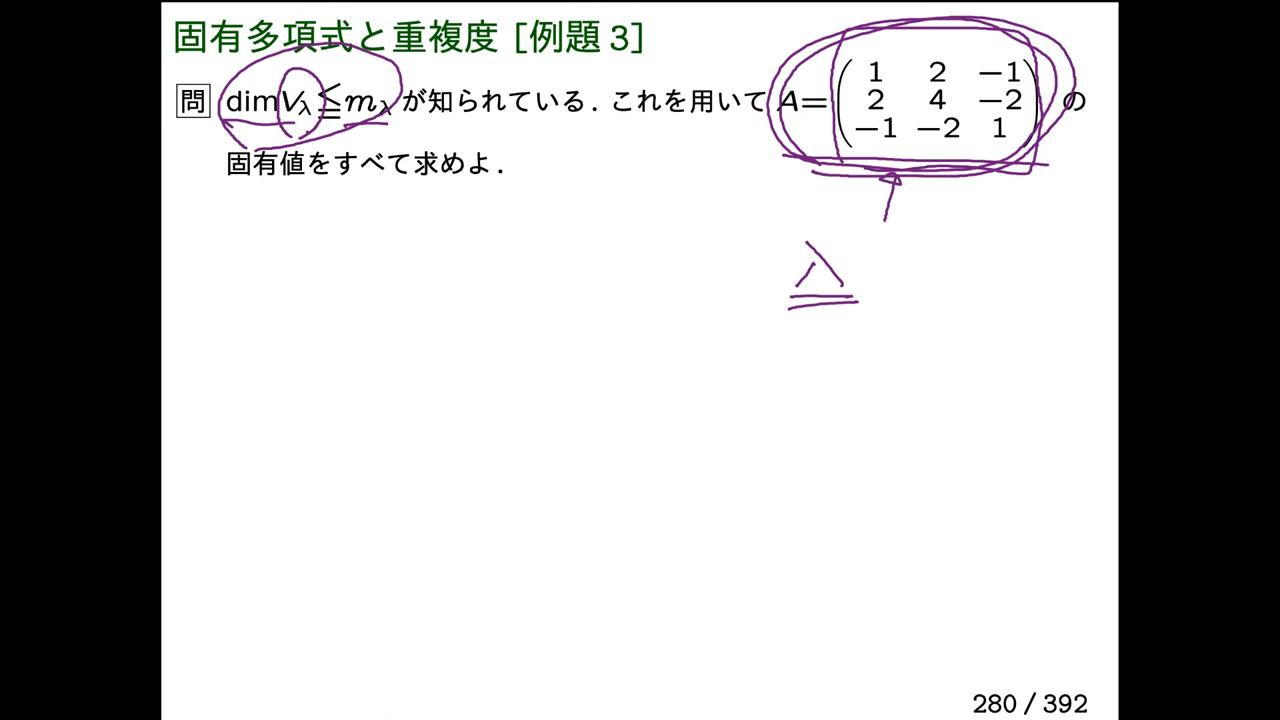 固有多項式と重複度 [例題 3]
問 dimVλ≦mλ が知られている. これを用いて A= の
1 2 −1
2 4 −2
−1 −2 1
固有値をすべて求めよ.
λ
280 / 392